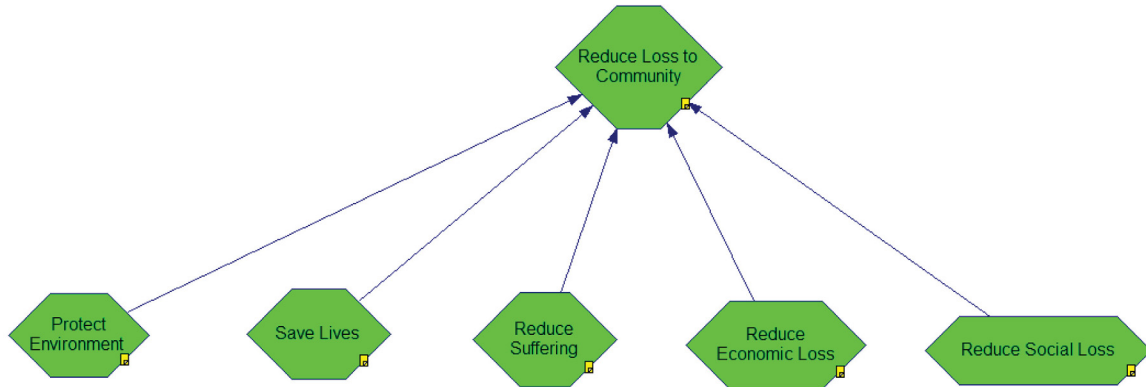 Reduce Loss to
Community
Protect
Environment
Save Lives
Reduce
Suffering
Reduce
Economic Loss
Reduce Social Loss